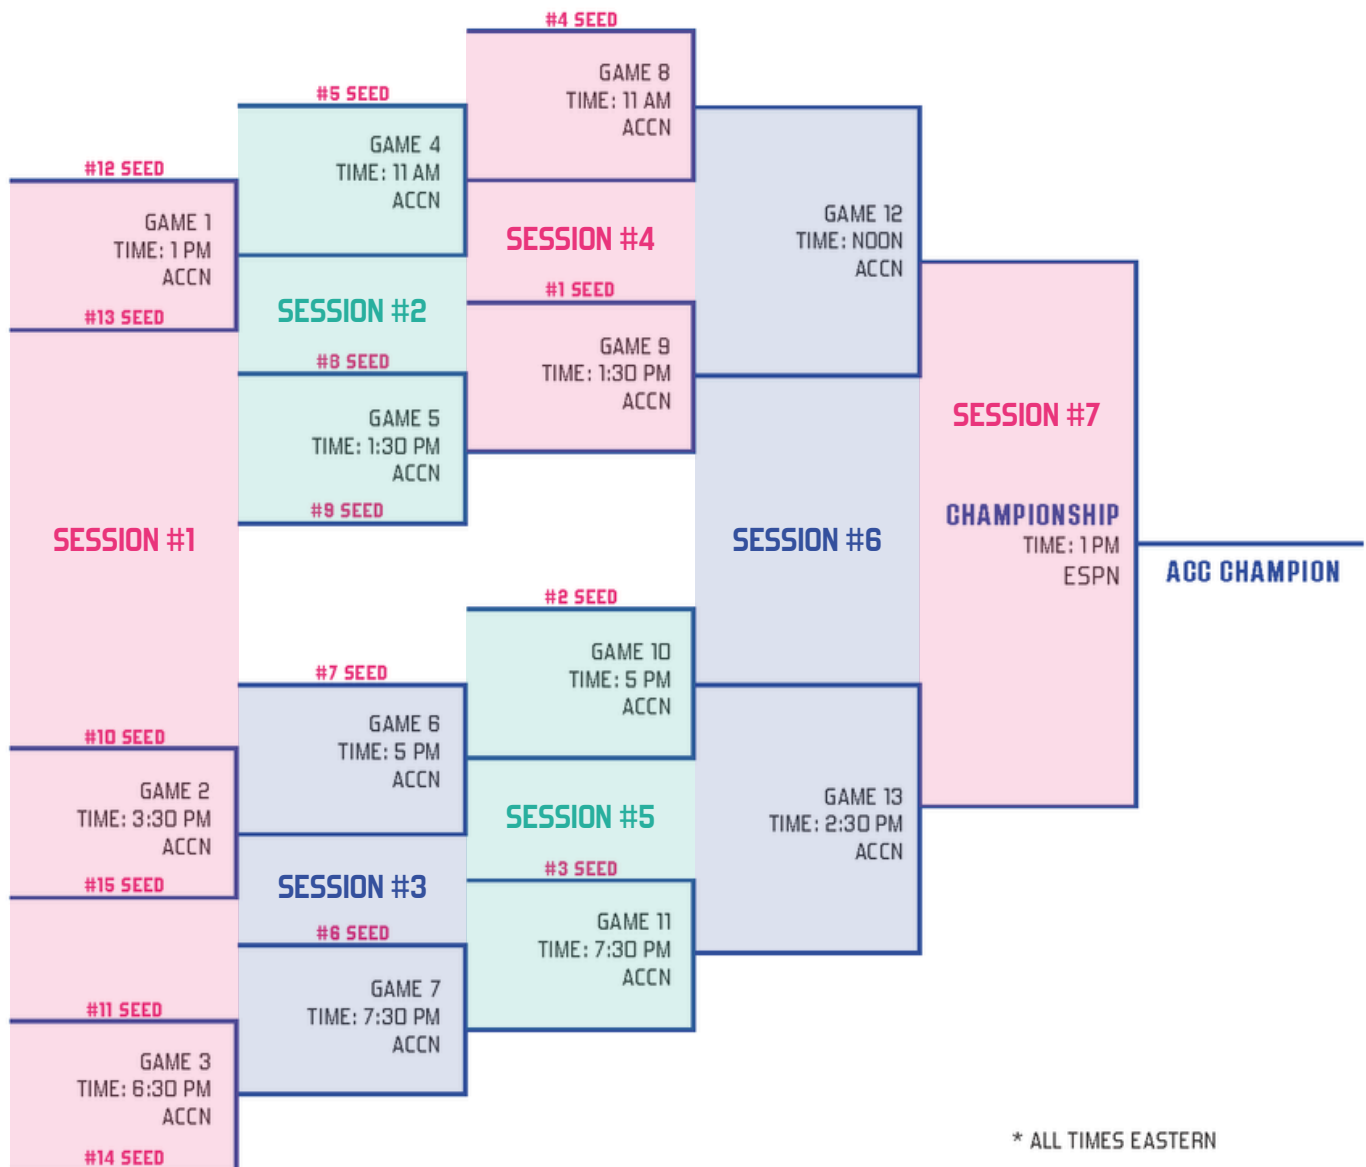 #12 SEED
GAME 1
TIME: 1 PM
ACCN
#13 SEED
SESSION #1
#10 SEED
GAME 2
TIME: 3:30 PM
ACCN
#15 SEED
#11 SEED
GAME 3
TIME: 6:30 PM
ACCN
#14 SEED
#5 SEED
GAME 4
TIME: 11 AM
ACCN
SESSION #2
#8 SEED
GAME 5
TIME: 1:30 PM
ACCN
#9 SEED
#7 SEED
GAME 6
TIME: 5 PM
ACCN
SESSION #3
#6 SEED
GAME 7
TIME: 7:30 PM
ACCN
#4 SEED
GAME 8
TIME: 11 AM
ACCN
SESSION #4
#1 SEED
GAME 9
TIME: 1:30 PM
ACCN
#2 SEED
GAME 10
TIME: 5 PM
ACCN
SESSION #5
#3 SEED
GAME 11
TIME: 7:30 PM
ACCN
GAME 12
TIME: NOON
ACCN
SESSION #6
GAME 13
TIME: 2:30 PM
ACCN
SESSION #7
CHAMPIONSHIP
TIME: 1 PM
ESPN
ACC CHAMPION
* ALL TIMES EASTERN